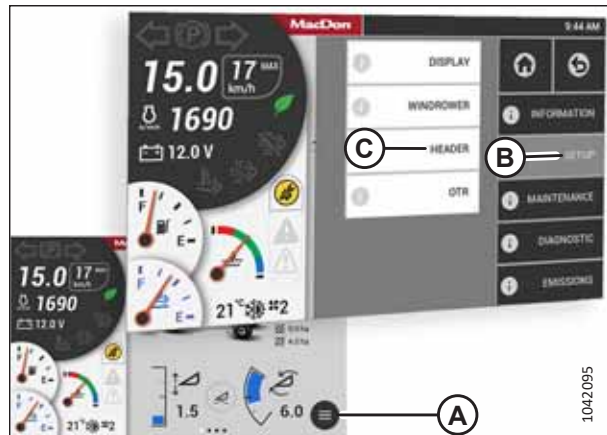 MacDon
9:44 AM
15.0 17 MAX km/h
1690
12.0 V
F
E
21°C 2
DISPLAY
WINDROWER
C
HEADER
OTR
INFORMATION
B
SETUP
MAINTENANCE
DIAGNOSTIC
EMISSIONS
15.0 17
1690
12.0 V
F
E
21°C 2
1.5
6.0
A
1042095